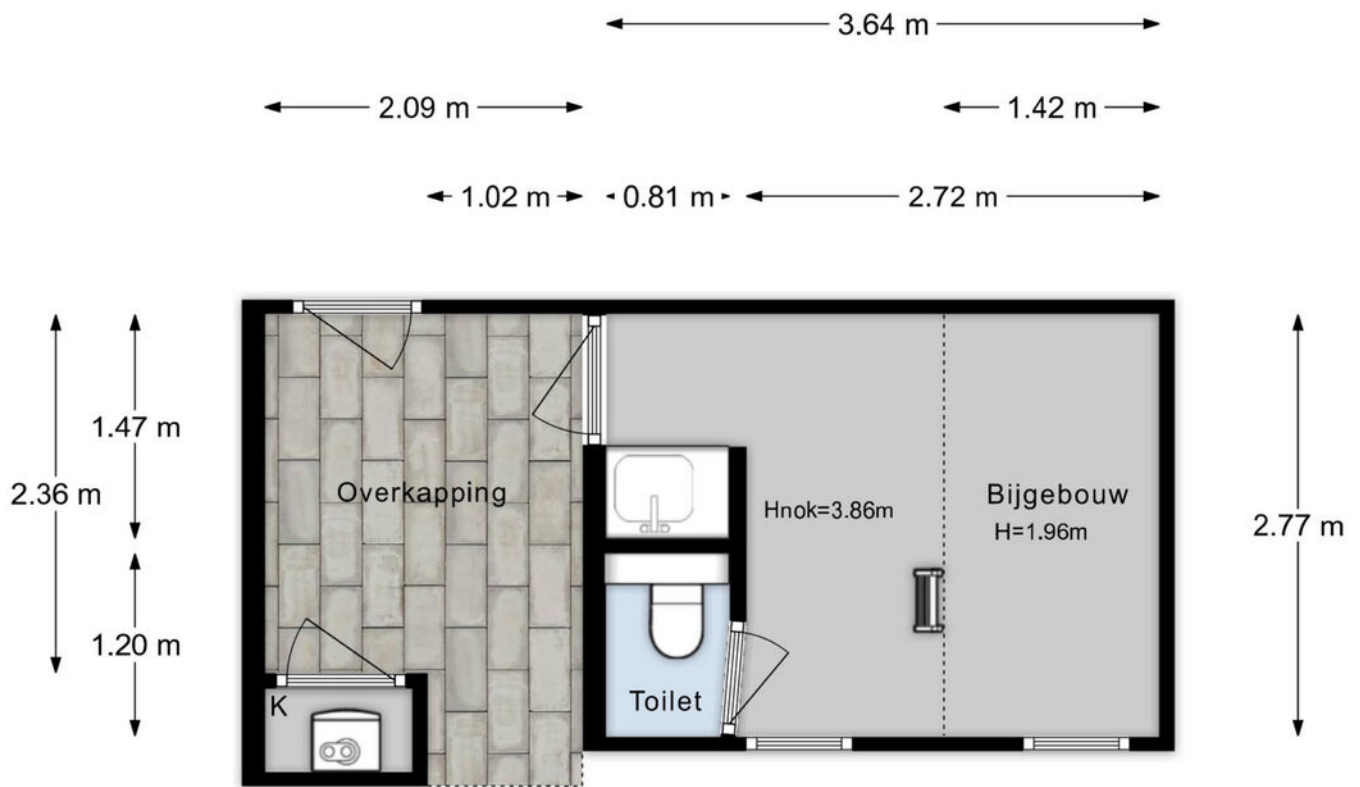 3.64 m
2.09 m
1.42 m
1.02 m
0.81 m
2.72 m
1.47 m
2.36 m
Overkapping
Hnok=3.86m
Bijgebouw
H=1.96m
2.77 m
1.20 m
Toilet
K